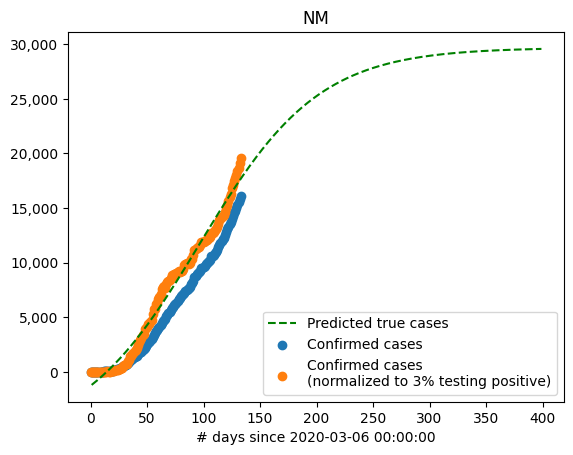 NM
30,000
25,000
20,000
15,000
10,000
5,000
0
Predicted true cases
Confirmed cases
Confirmed cases
(normalized to 3% testing positive)
0 50 100 150 200 250 300 350 400
# days since 2020-03-06 00:00:00